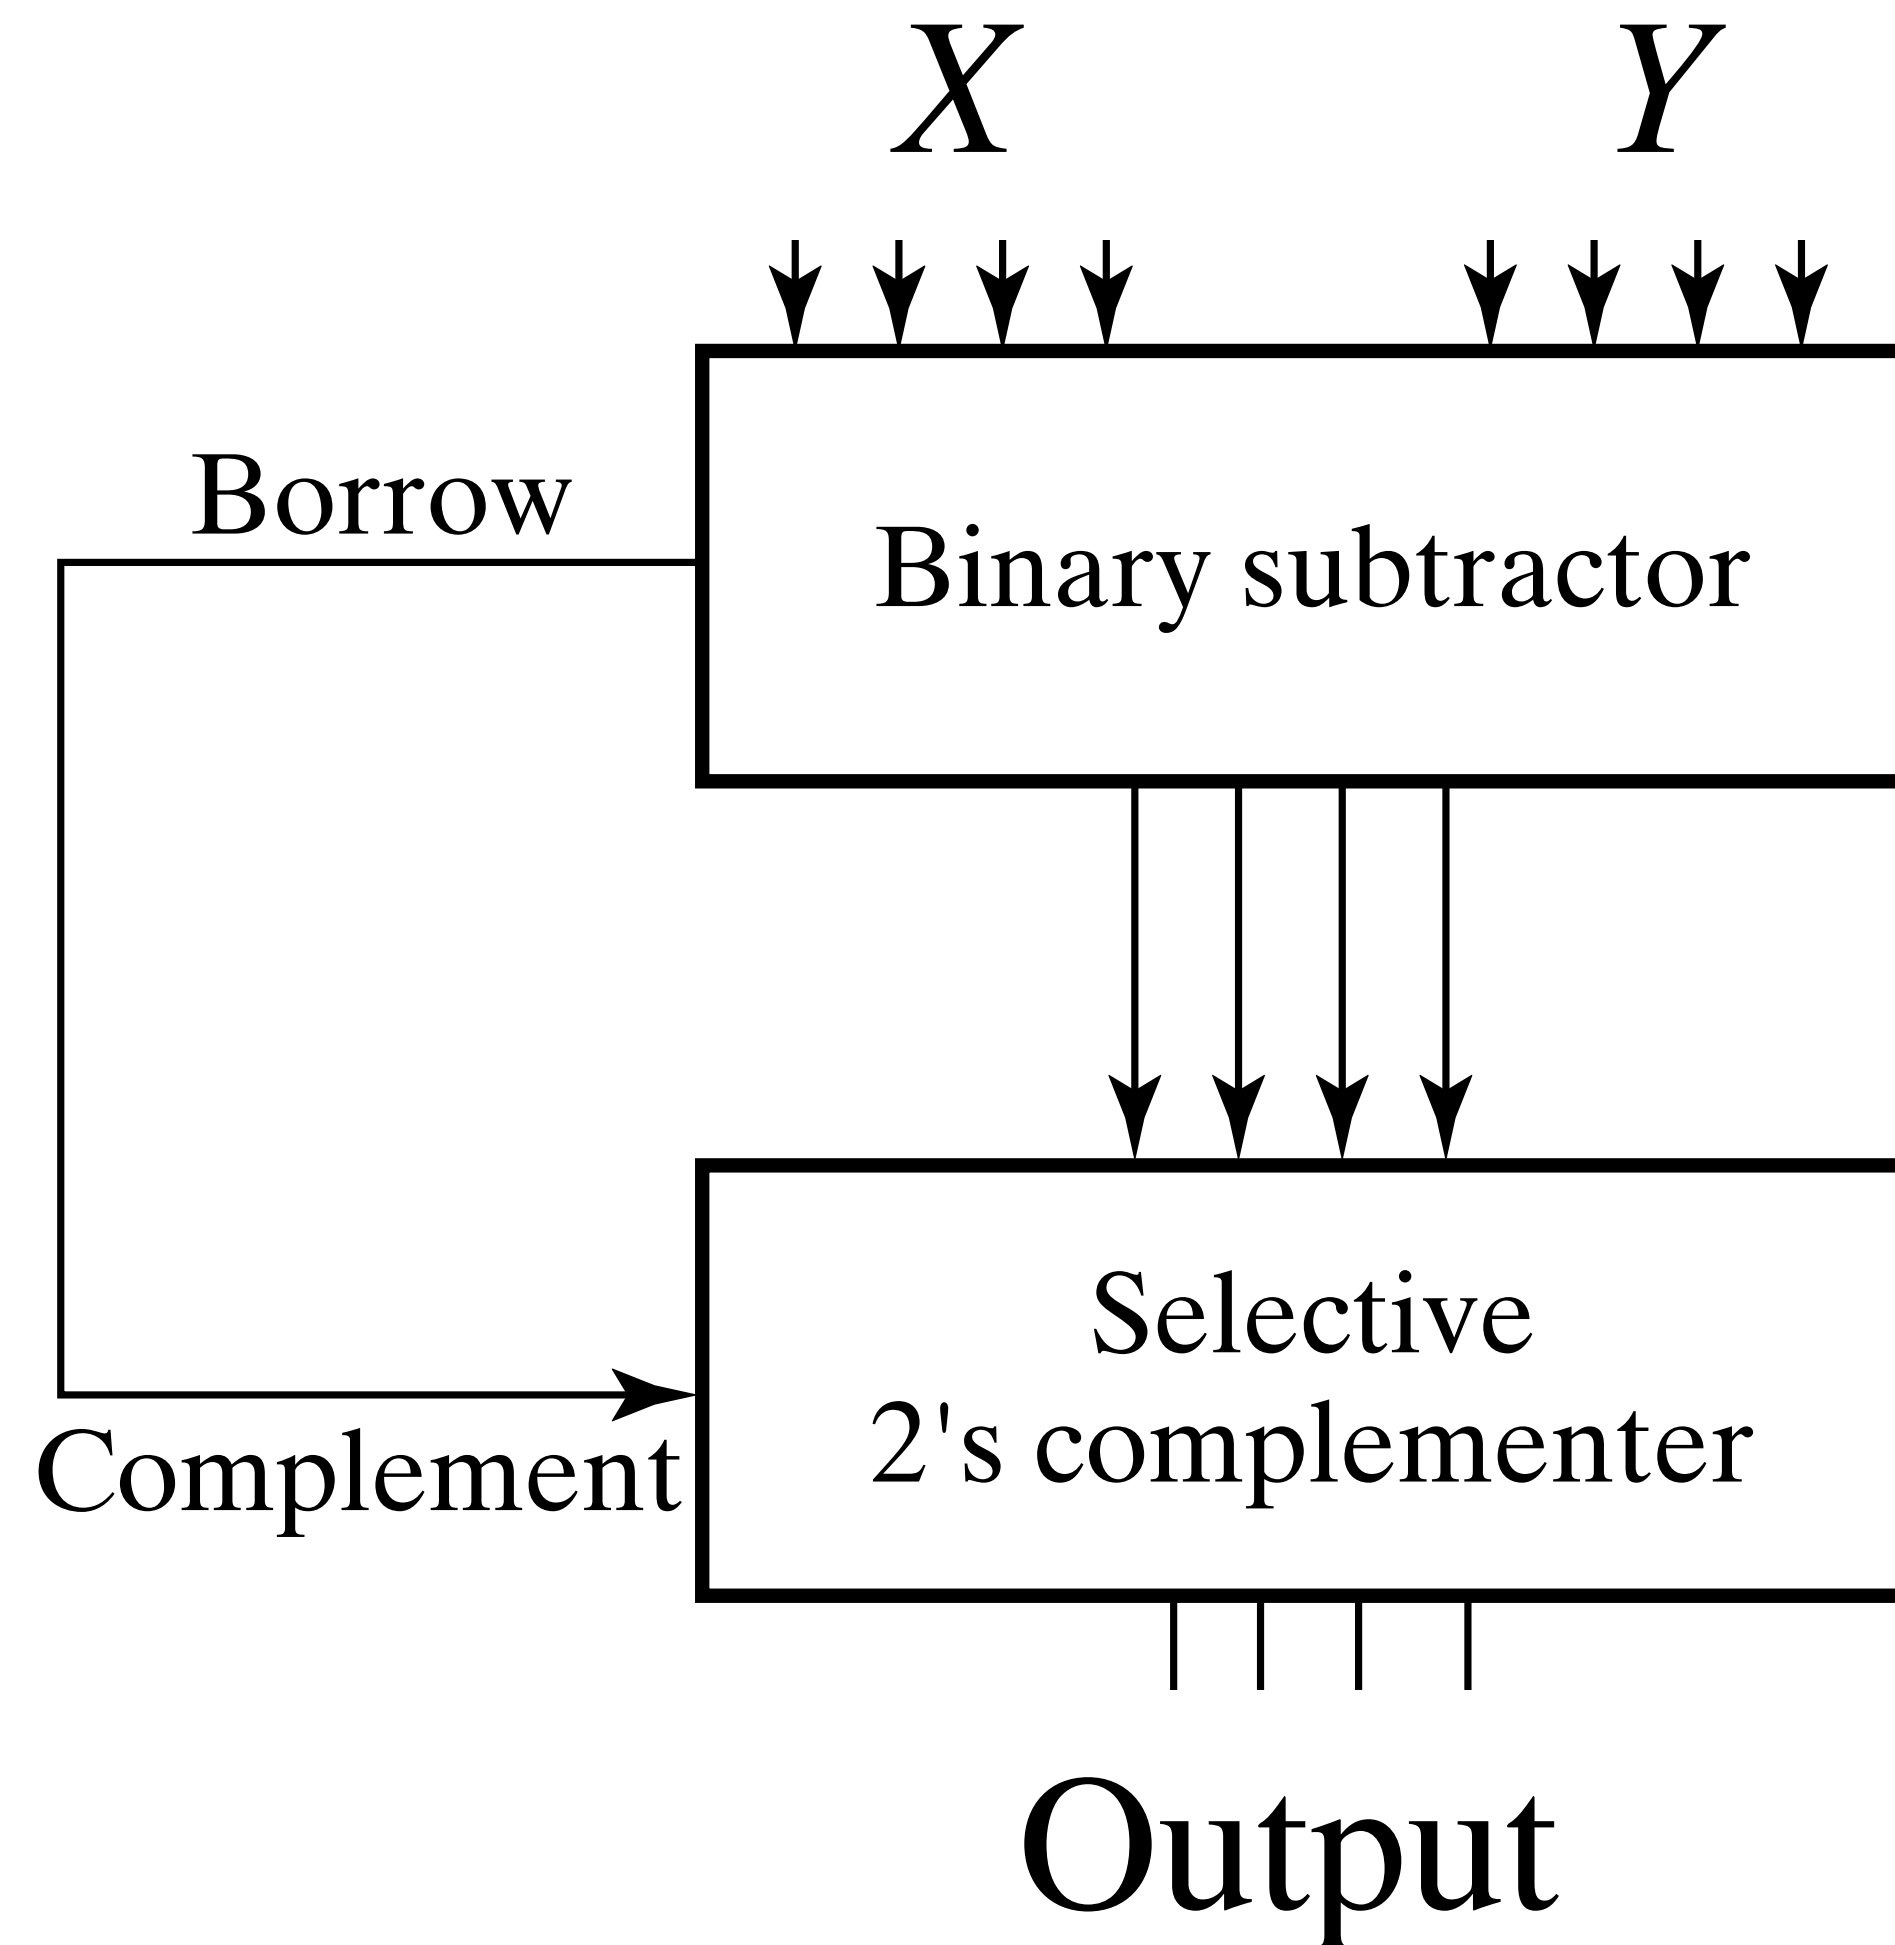 X Y
Borrow
Binary subtractor
Selective
2's complementer
Complement
Output